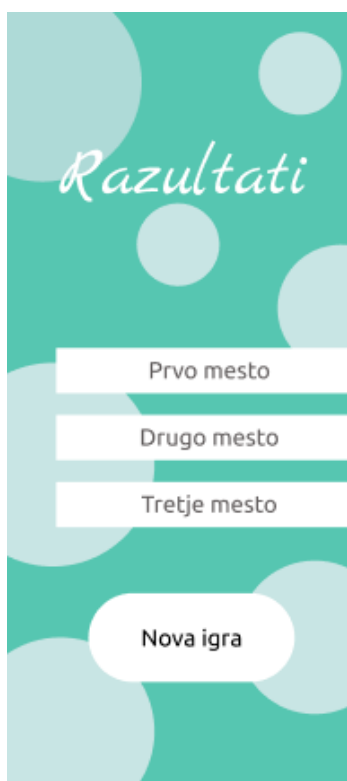 Razultati
Prvo mesto
Drugo mesto
Tretje mesto
Nova igra